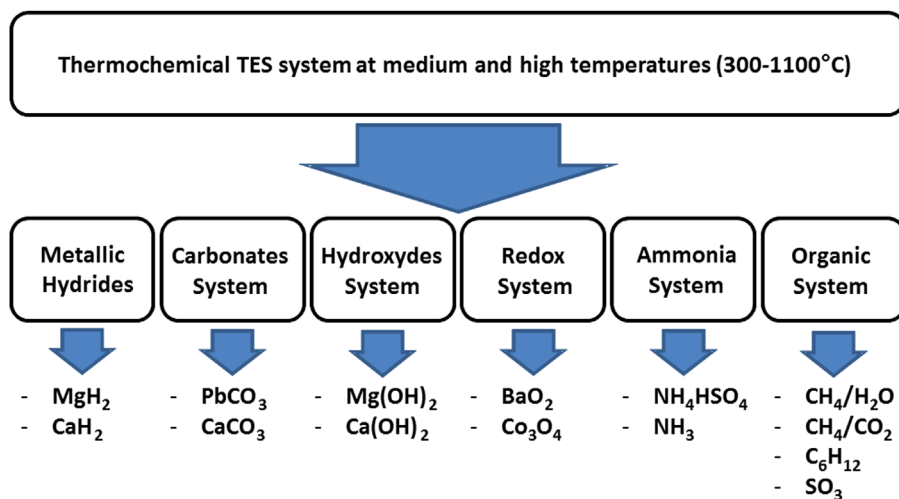 Thermochemical TES system at medium and high temperatures (300-1100°C)
Metallic
Hydrides
Carbonates
System
Hydroxydes
System
Redox
System
Ammonia
System
Organic
System
- MgH₂
- CaH₂
- PbCO₃
- CaCO₃
- Mg(OH)₂
- Ca(OH)₂
- BaO₂
- Co₃O₄
- NH₄HSO₄
- NH₃
- CH₄/H₂O
- CH₄/CO₂
- C₆H₁₂
- SO₃